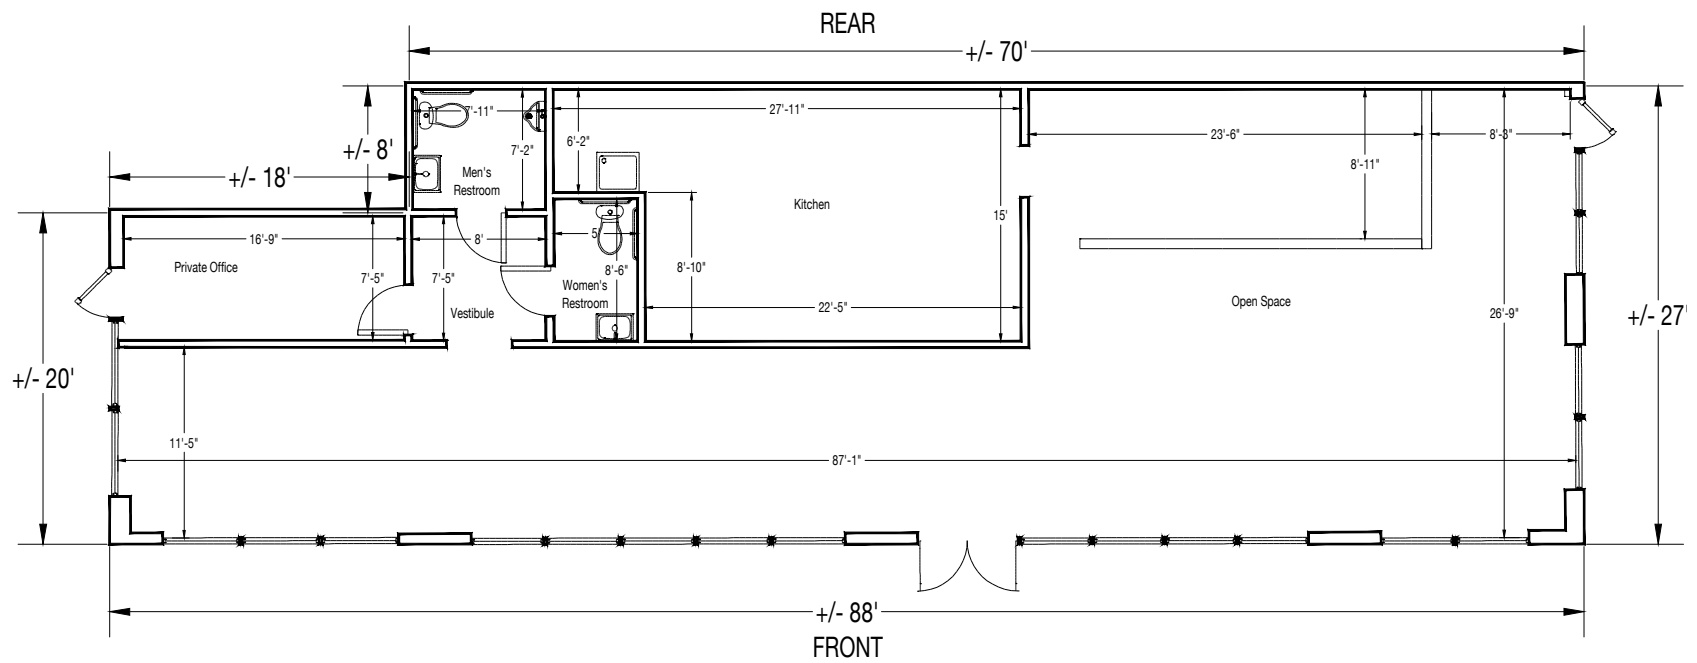 REAR
+/- 70'
7'-11"
27'-11"
23'-6"
8'-3"
6'-2"
+/- 8'
7'-2"
8'-11"
+/- 18'
Men's
Restroom
Kitchen
15'
16'-9"
8'
5'
Private Office
7'-5"
7'-5"
8'-6"
8'-10"
Women's
Restroom
22'-5"
Open Space
Vestibule
26'-9"
+/- 27'
+/- 20'
11'-5"
87'-1"
+/- 88'
FRONT